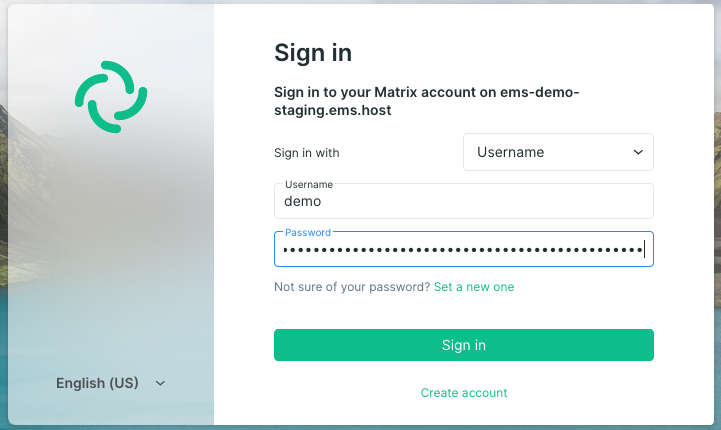 Sign in
Sign in to your Matrix account on ems-demo-
staging.ems.host
Sign in with
Username
Username
demo
Password
Not sure of your password? Set a new one
Sign in
English (US)
Create account